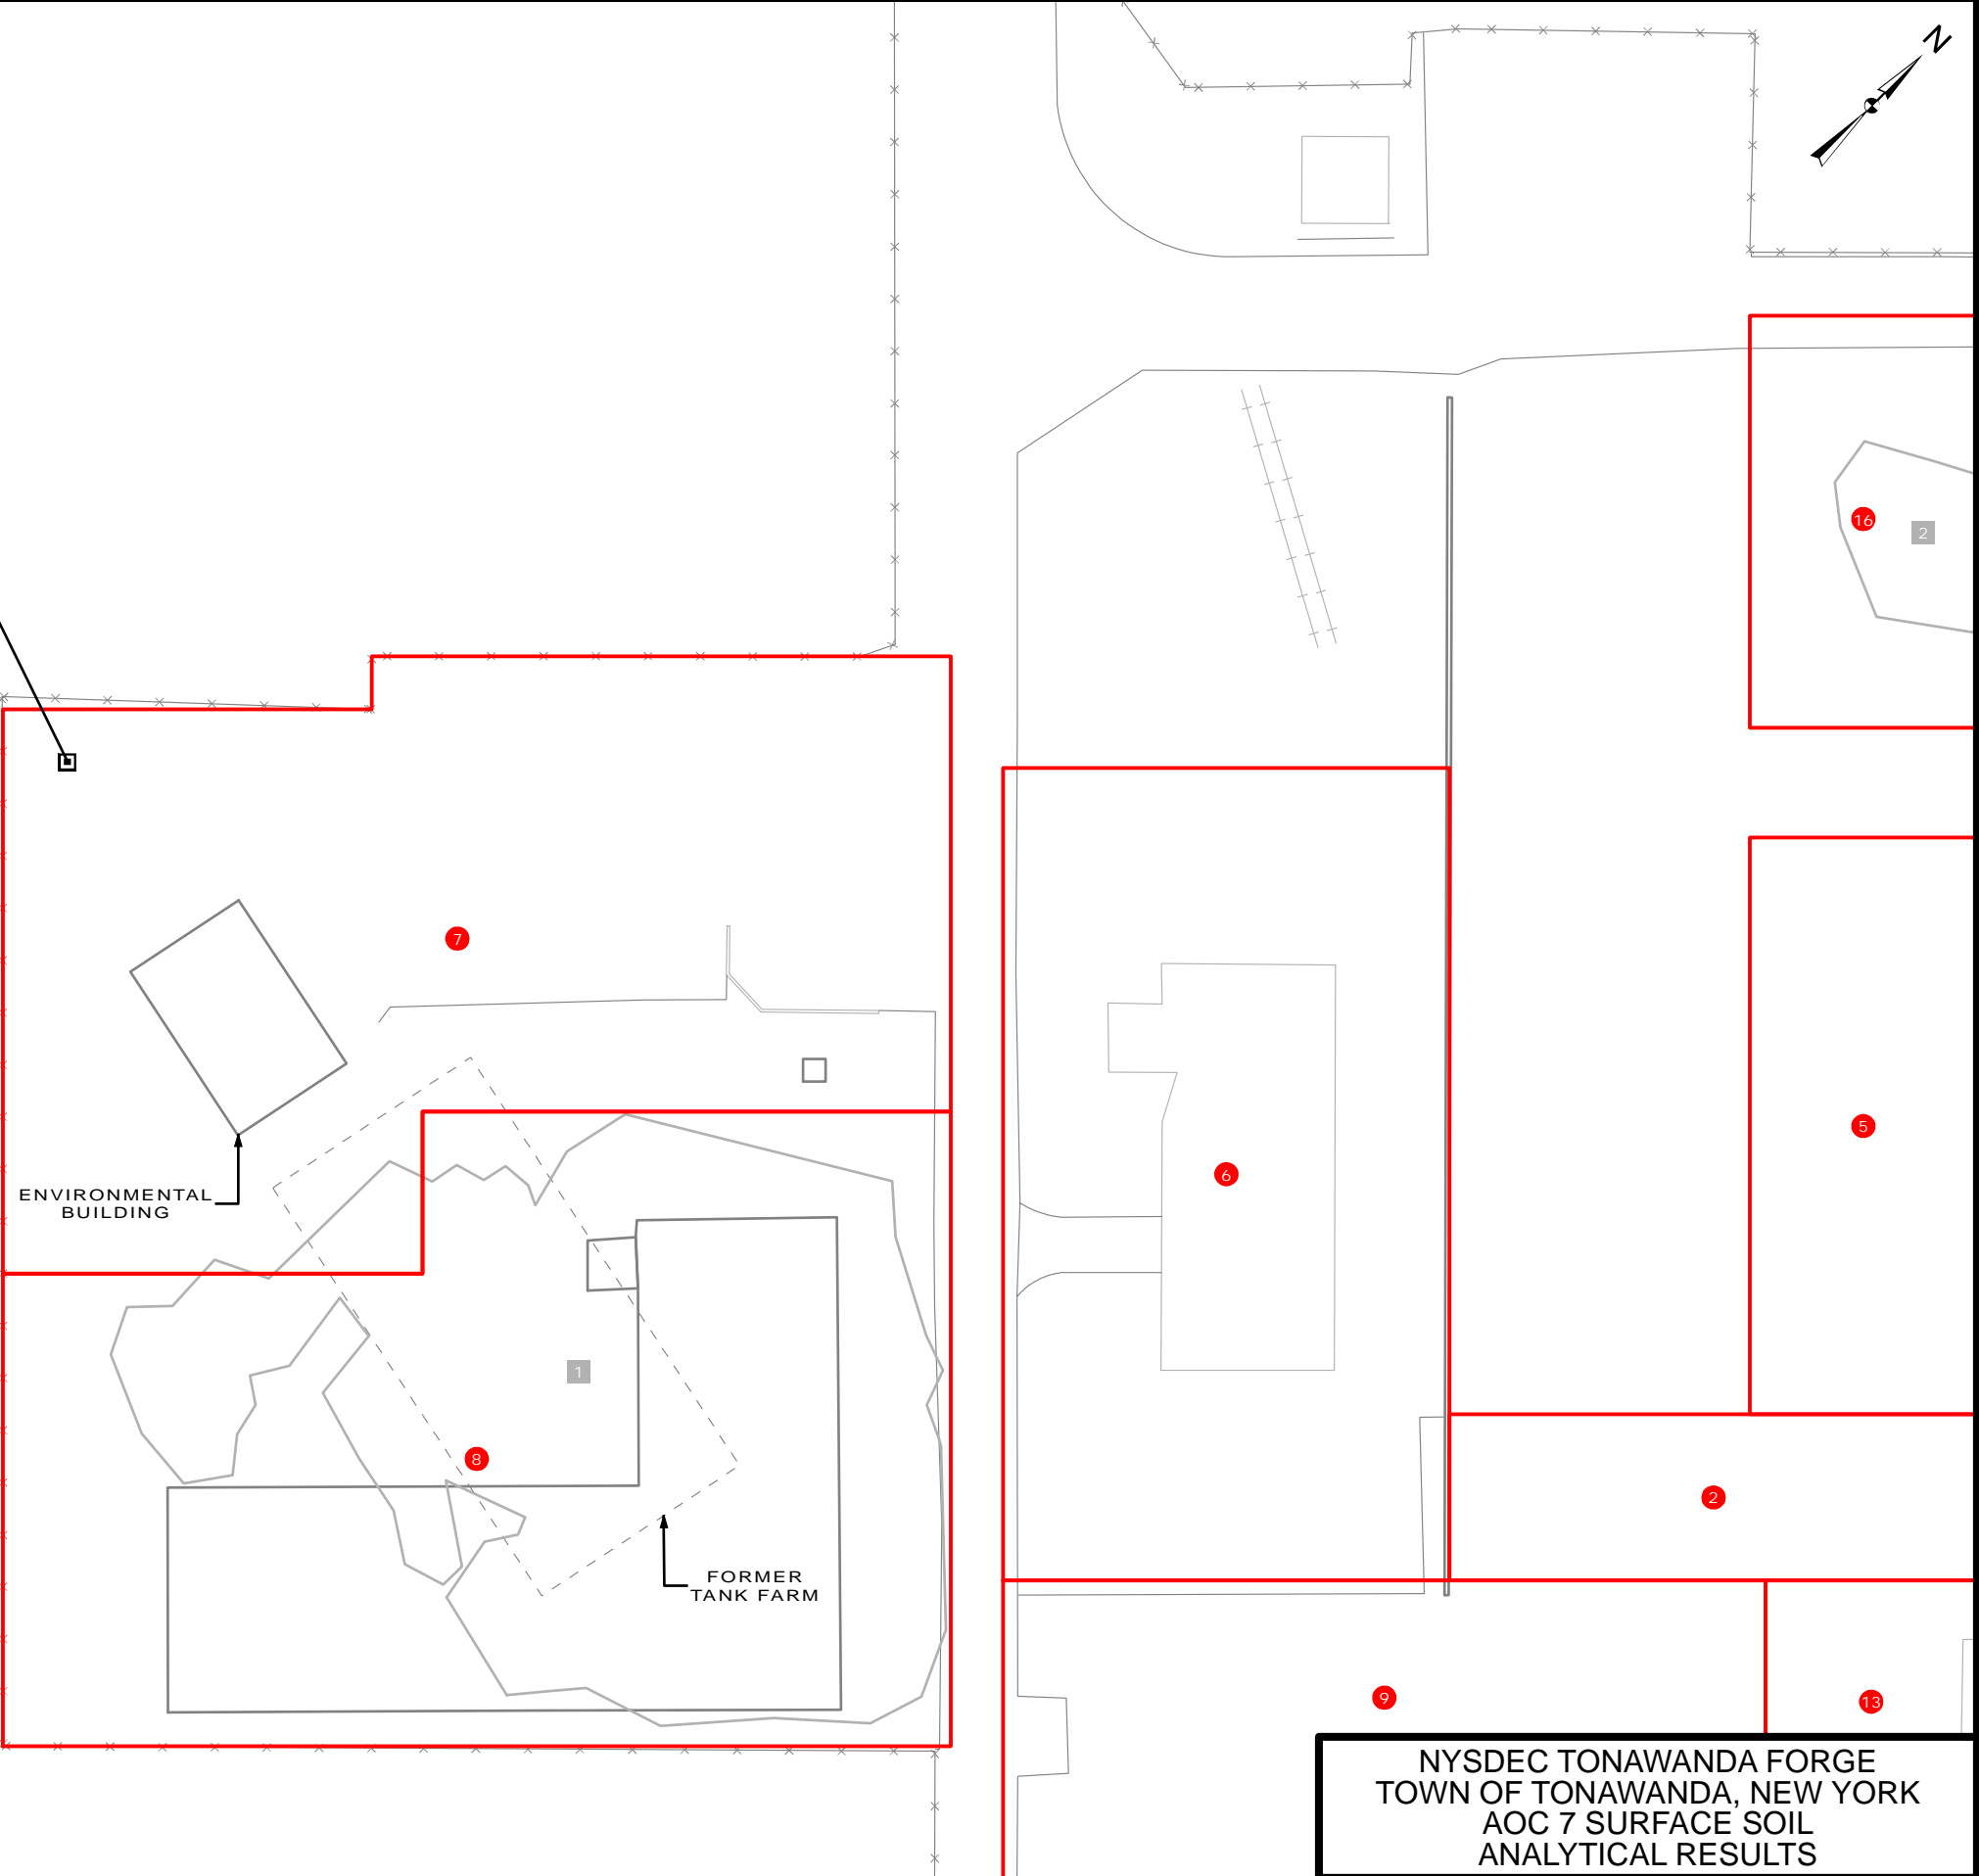 N
16
2
7
5
6
ENVIRONMENTAL
BUILDING
1
8
2
FORMER
TANK FARM
9
13
NYSDEC TONAWANDA FORGE
TOWN OF TONAWANDA, NEW YORK
AOC 7 SURFACE SOIL
ANALYTICAL RESULTS